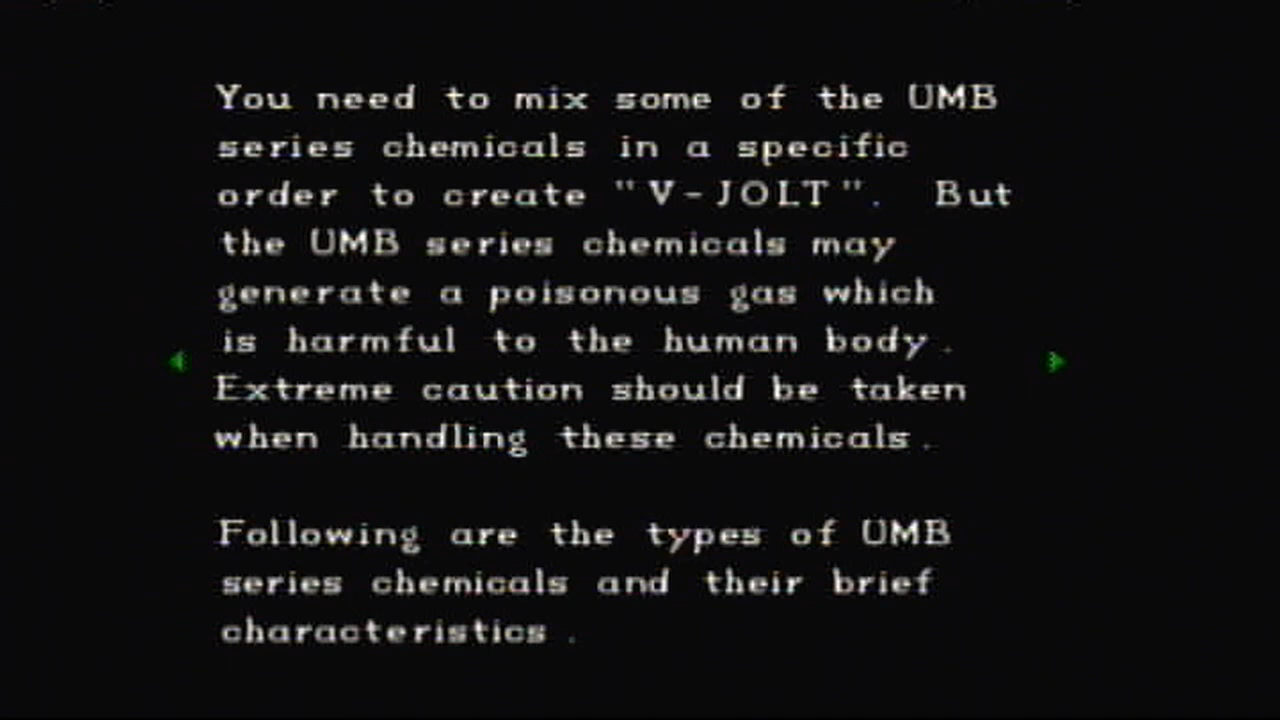 You need to mix some of the UMB
series chemicals in a specific
order to create "V-JOLT". But
the UMB series chemicals may
generate a poisonous gas which
is harmful to the human body.
Extreme caution should be taken
when handling these chemicals.
Following are the types of UMB
series chemicals and their brief
characteristics.